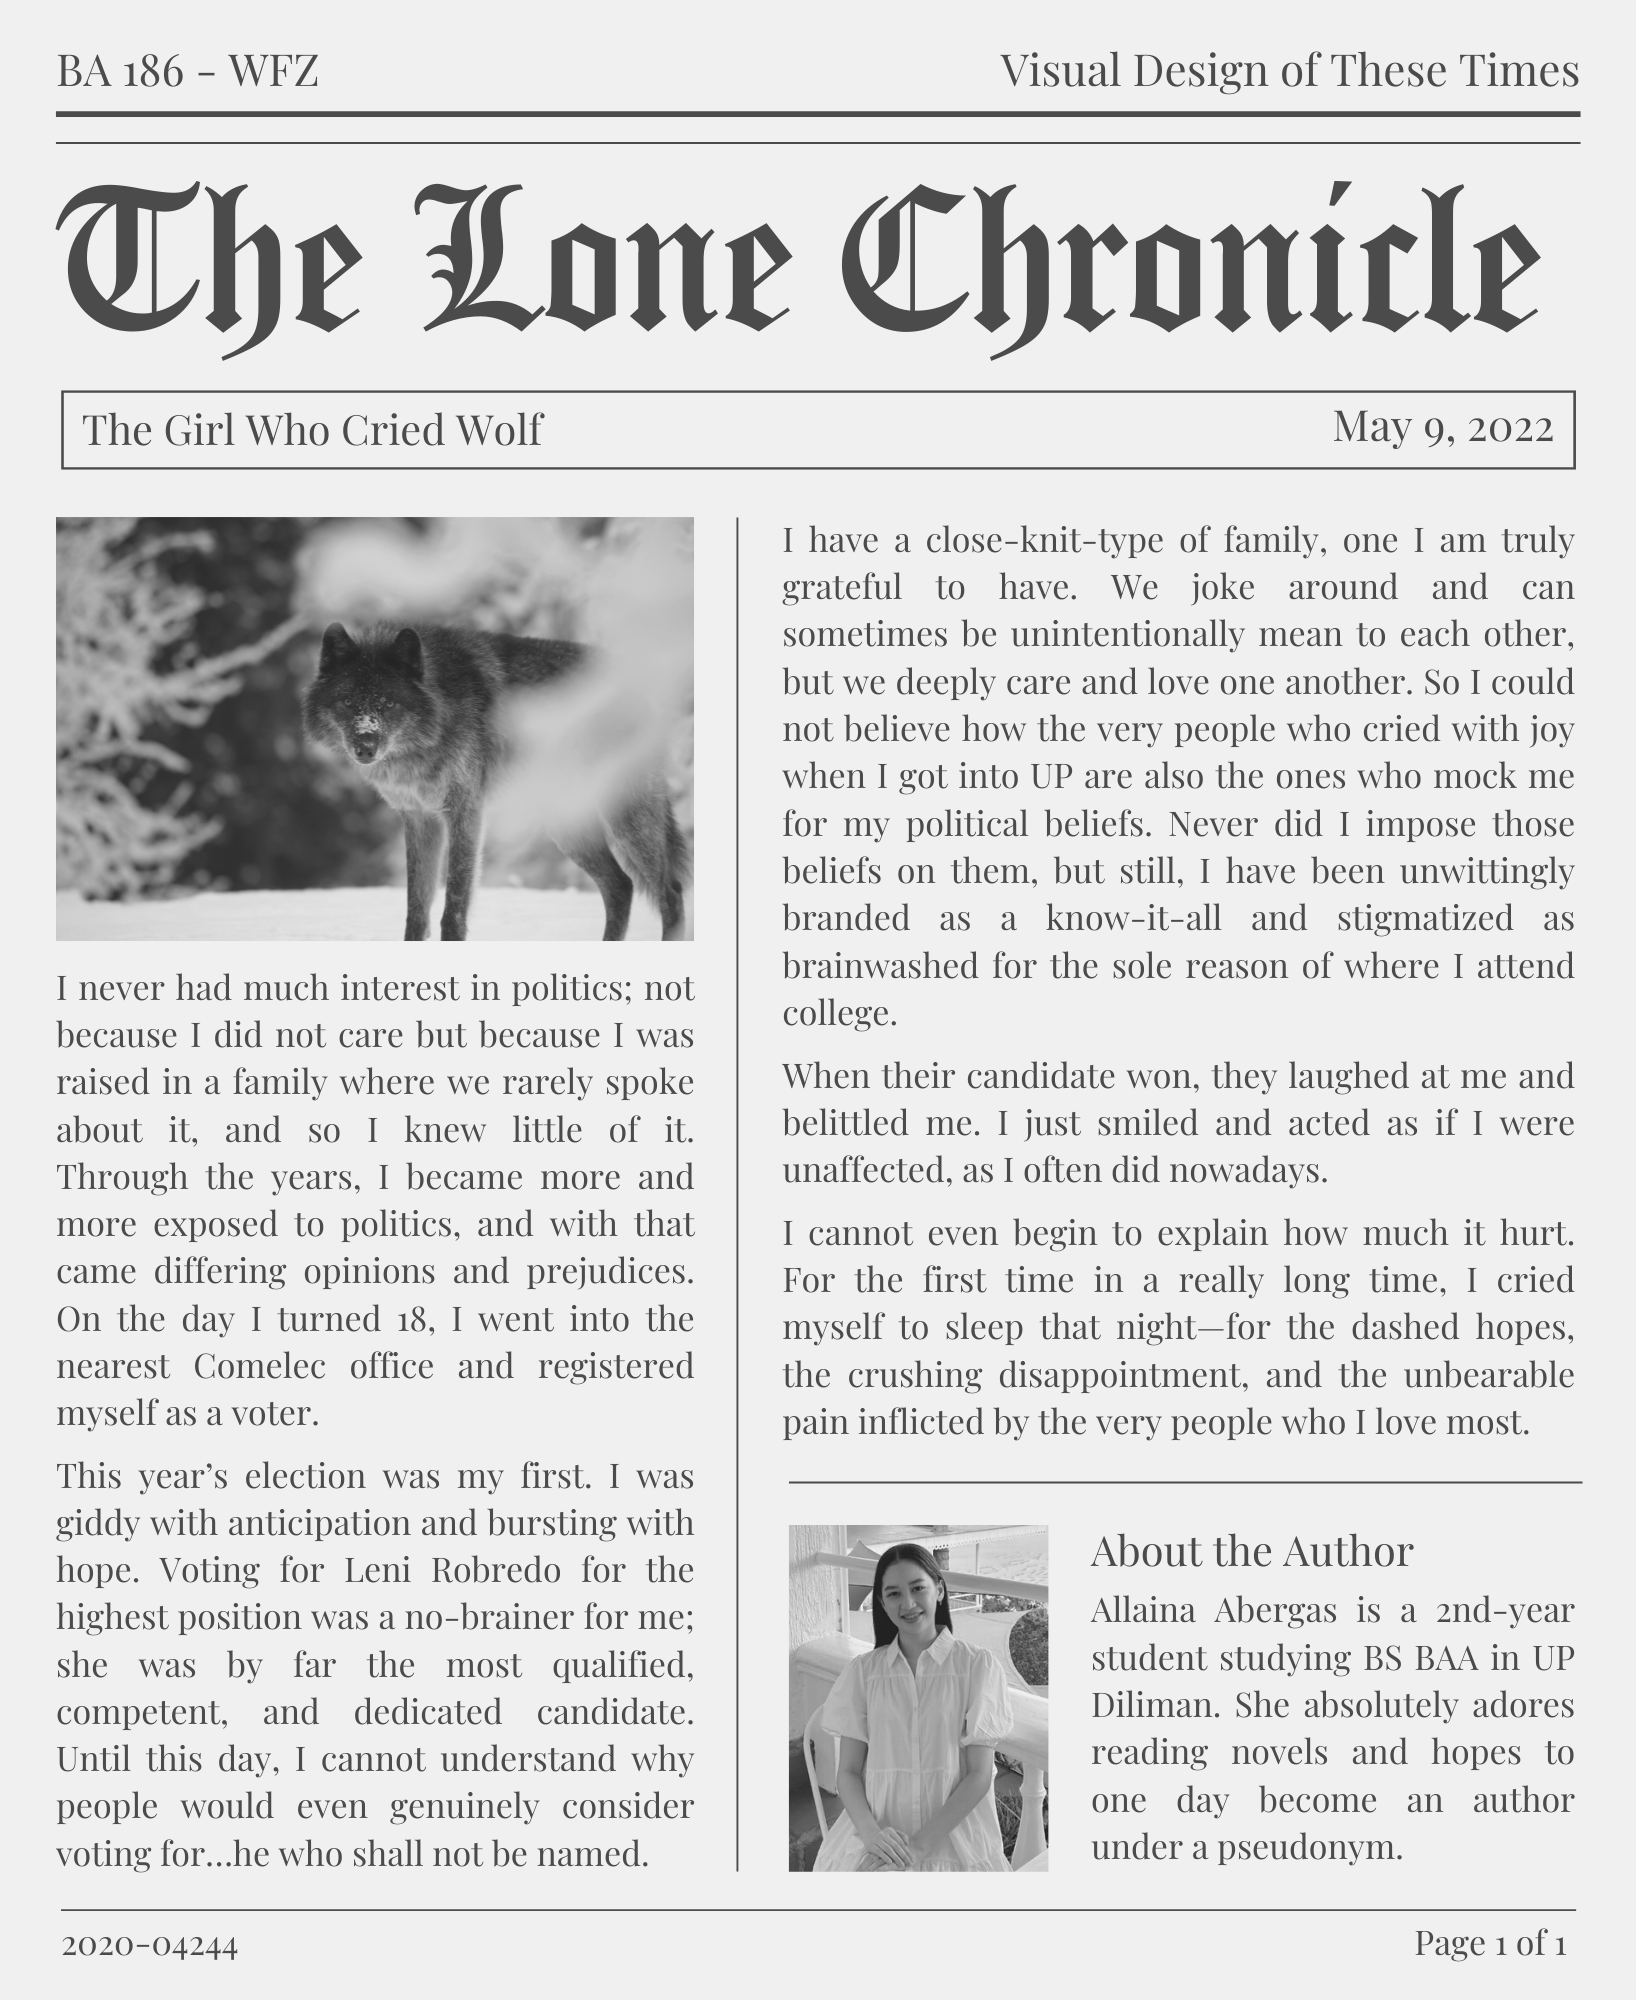 BA 186 - WFZ
Visual Design of These Times
The Lone Chronicle
The Girl Who Cried Wolf
May 9, 2022
I never had much interest in politics; not
because I did not care but because I was
raised in a family where we rarely spoke
about it, and so I knew little of it.
Through the years, I became more and
more exposed to politics, and with that
came differing opinions and prejudices.
On the day I turned 18, I went into the
nearest Comelec office and registered
myself as a voter.
This year’s election was my first. I was
giddy with anticipation and bursting with
hope. Voting for Leni Robredo for the
highest position was a no-brainer for me;
she was by far the most qualified,
competent, and dedicated candidate.
Until this day, I cannot understand why
people would even genuinely consider
voting for...he who shall not be named.
I have a close-knit-type of family, one I am truly
grateful to have. We joke around and can
sometimes be unintentionally mean to each other,
but we deeply care and love one another. So I could
not believe how the very people who cried with joy
when I got into UP are also the ones who mock me
for my political beliefs. Never did I impose those
beliefs on them, but still, I have been unwittingly
branded as a know-it-all and stigmatized as
brainwashed for the sole reason of where I attend
college.
When their candidate won, they laughed at me and
belittled me. I just smiled and acted as if I were
unaffected, as I often did nowadays.
I cannot even begin to explain how much it hurt.
For the first time in a really long time, I cried
myself to sleep that night—for the dashed hopes,
the crushing disappointment, and the unbearable
pain inflicted by the very people who I love most.
About the Author
Allaina Abergas is a 2nd-year
student studying BS BAA in UP
Diliman. She absolutely adores
reading novels and hopes to
one day become an author
under a pseudonym.
2020-04244
Page 1 of 1